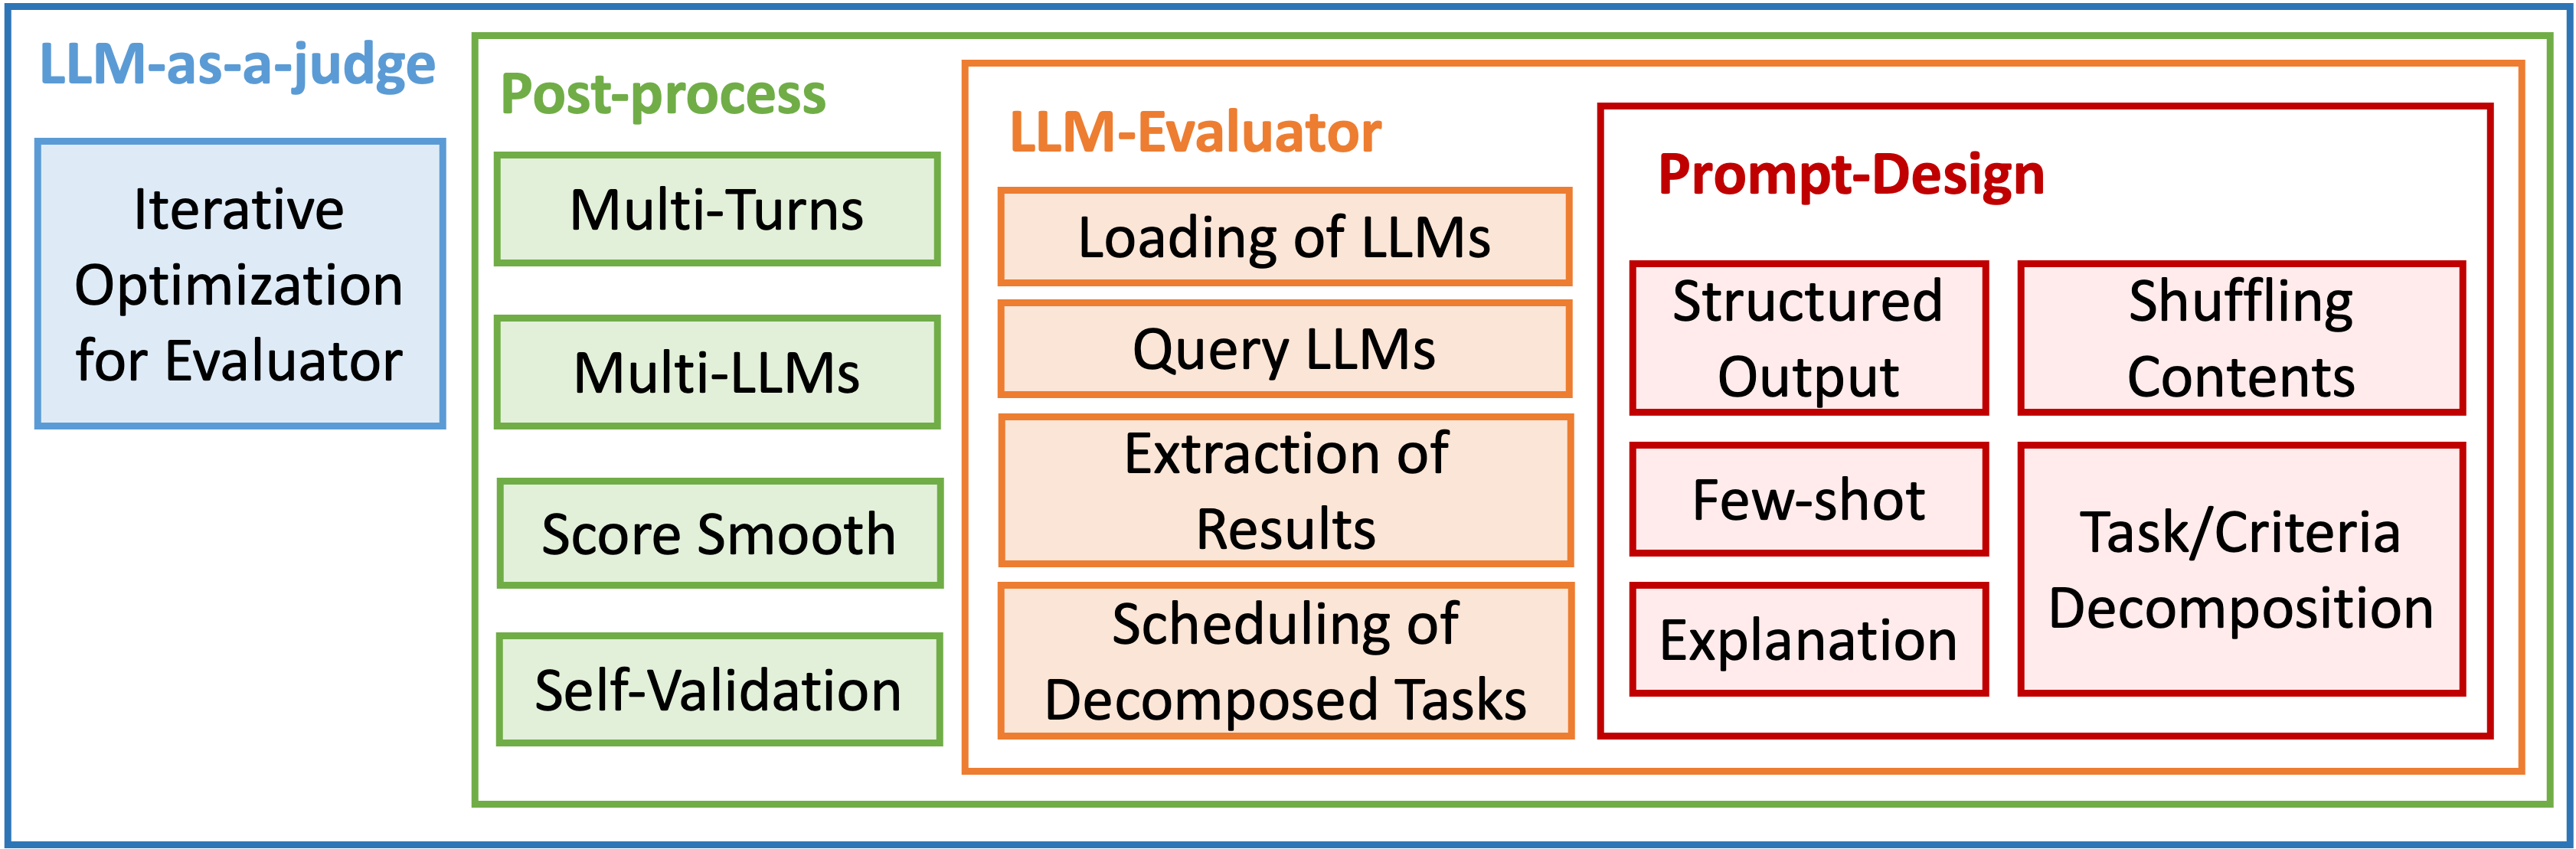 LLM-as-a-judge
Iterative
Optimization
for Evaluator
Post-process
Multi-Turns
Multi-LLMs
Score Smooth
Self-Validation
LLM-Evaluator
Loading of LLMs
Query LLMs
Extraction of
Results
Scheduling of
Decomposed Tasks
Prompt-Design
Structured
Output
Shuffling
Contents
Few-shot
Explanation
Task/Criteria
Decomposition